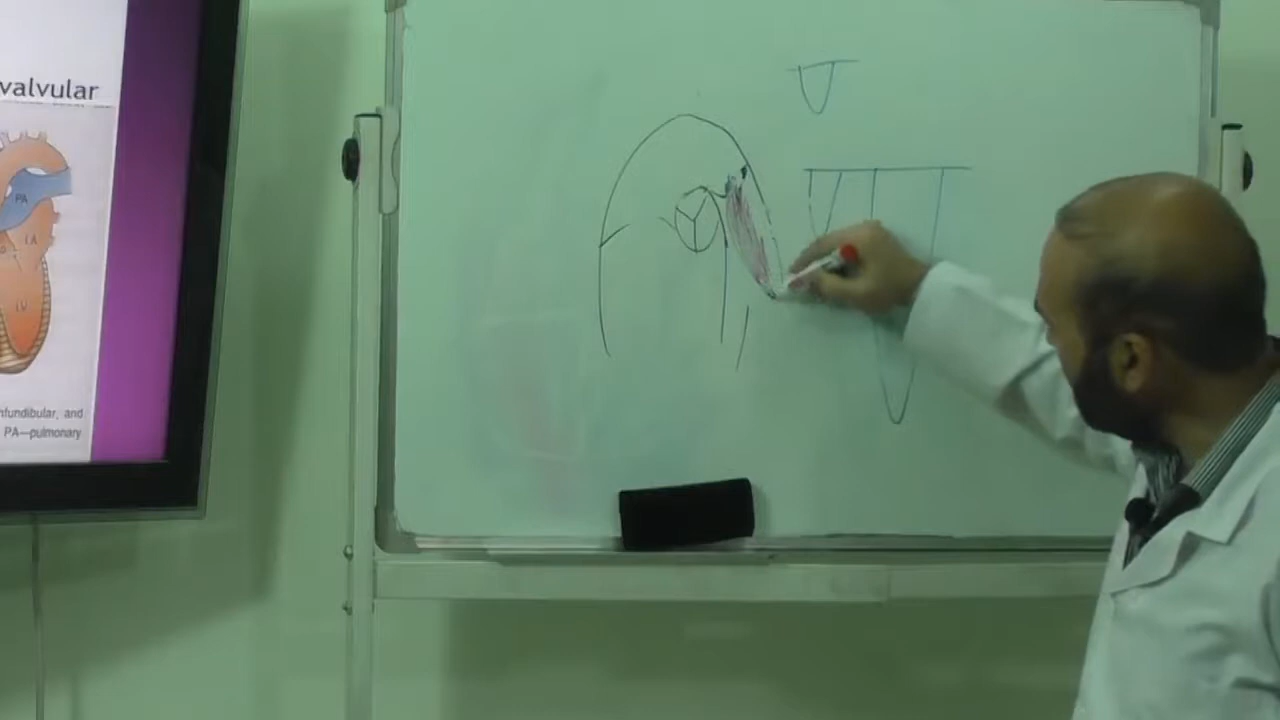 valvular
PA
LA
LV
nfundibular, and
PA—pulmonary